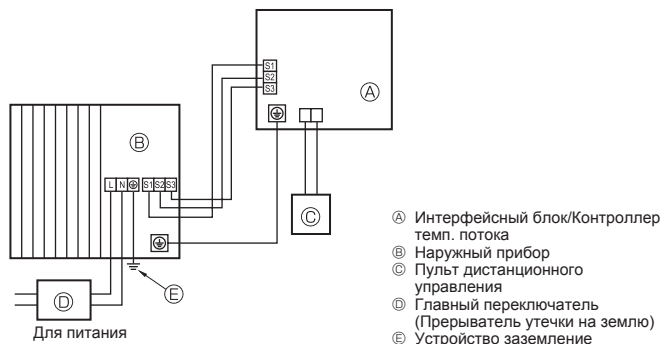 S1
S2
S3
Ⓐ
Ⓑ
L N S1 S2 S3
Ⓒ
Ⓓ
Ⓔ
Для питания
Ⓐ Интерфейсный блок/Контроллер
темп. потока
Ⓑ Наружный прибор
Ⓒ Пульт дистанционного
управления
Ⓓ Главный переключатель
(Прерыватель утечки на землю)
Ⓔ Устройство заземление